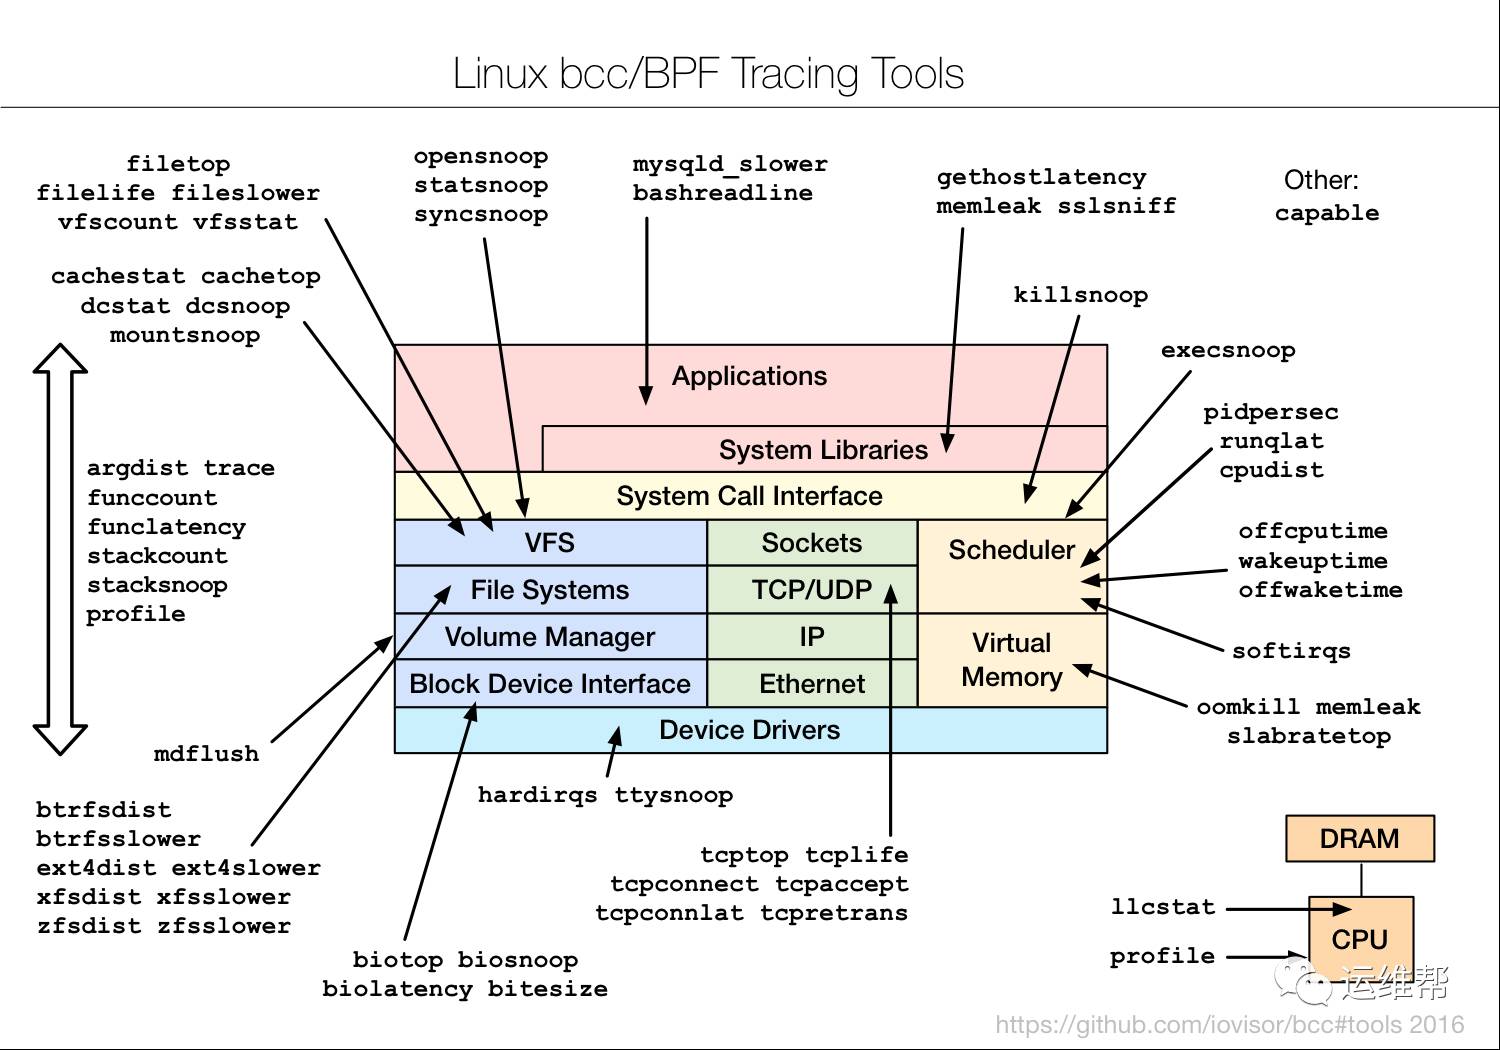 Linux bcc/BPF Tracing Tools
filetop
filelife fileslower
vfscount vfsstat
opensnoop
statsnoop
syncsnoop
mysqld_slower
bashreadline
gethostlatency
memleak sslsniff
Other:
capable
cachestat cachetop
dcstat dcsnoop
mountsnoop
killsnoop
execsnoop
pidpersec
runqlat
cpudist
argdist trace
funccount
funclatency
stackcount
stacksnoop
profile
Applications
System Libraries
System Call Interface
VFS
Sockets
Scheduler
File Systems
TCP/UDP
Volume Manager
IP
Virtual
Memory
Block Device Interface
Ethernet
Device Drivers
offcputime
wakeuptime
offwaketime
softirqs
oomkill memleak
slabratetop
mdflush
hardirqs ttysnoop
btrfsdist
btrfsslower
ext4dist ext4slower
xfsdist xfsslower
zfsdist zfsslower
tcptop tcplife
tcpconnect tcpaccept
tcpconnlat tcpretrans
biotop biosnoop
biolatency bitesize
DRAM
llcstat
CPU
profile
运维帮
https://github.com/iovisor/bcc#tools 2016